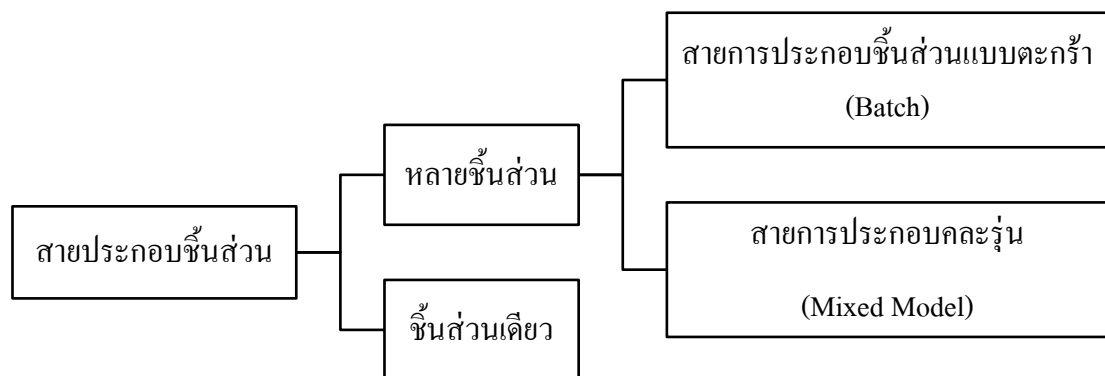 สายประกอบชิ้นส่วน
หลายชิ้นส่วน
ชิ้นส่วนเดียว
สายการประกอบชิ้นส่วนแบบตะกร้า
(Batch)
สายการประกอบคละรุ่น
(Mixed Model)